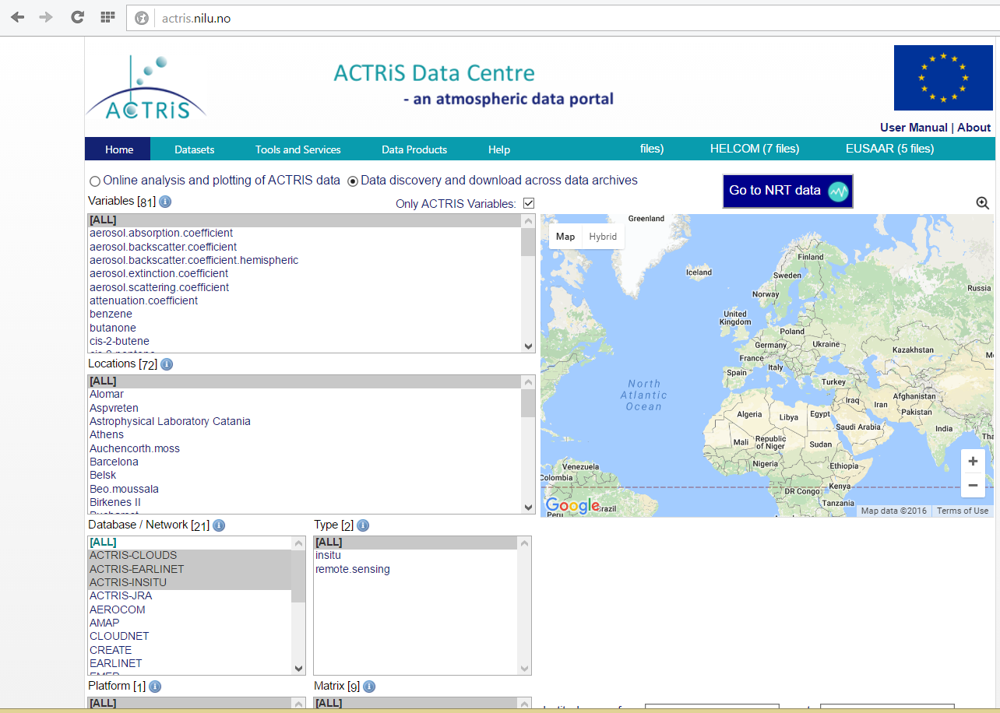 actris.nilu.no
ACTRiS
ACTRiS Data Centre
- an atmospheric data portal
User Manual | About
Home Datasets Tools and Services Data Products Help files) HELCOM (7 files) EUSAAR (5 files)
Online analysis and plotting of ACTRIS data Data discovery and download across data archives
Go to NRT data
Variables [81]
Only ACTRIS Variables:
[ALL]
aerosol.absorption.coefficient
aerosol.backscatter.coefficient
aerosol.backscatter.coefficient.hemispheric
aerosol.extinction.coefficient
aerosol.scattering.coefficient
attenuation.coefficient
benzene
butanone
cis-2-butene
Locations [72]
[ALL]
Alomar
Aspvreten
Astrophysical Laboratory Catania
Athens
Auchencorth.moss
Barcelona
Belsk
Beo.moussala
Birkenes II
Map Hybrid
Greenland
Finland
Iceland
Sweden
Norway
Russia
United
Kingdom
Poland
Germany
Ukraine
Kazakhstan
France
Italy
Spain
Turkey
North
Atlantic
Ocean
Iraq
Iran
Afghanistan
Pakistan
Algeria
Libya
Egypt
Saudi Arabia
India
Mali
Republic
of Niger
Sudan
Nigeria
Ethiopia
Venezuela
Colombia
DR Congo
Kenya
Tanzania
Google
Map data ©2016 Terms of Use
Database / Network [21]
[ALL]
ACTRIS-CLOUDS
ACTRIS-EARLINET
ACTRIS-INSITU
ACTRIS-JRA
AEROCOM
AMAP
CLOUDNET
CREATE
EARLINET
Type [2]
[ALL]
insitu
remote.sensing
Platform [1]
[ALL]
Matrix [9]
[ALL]